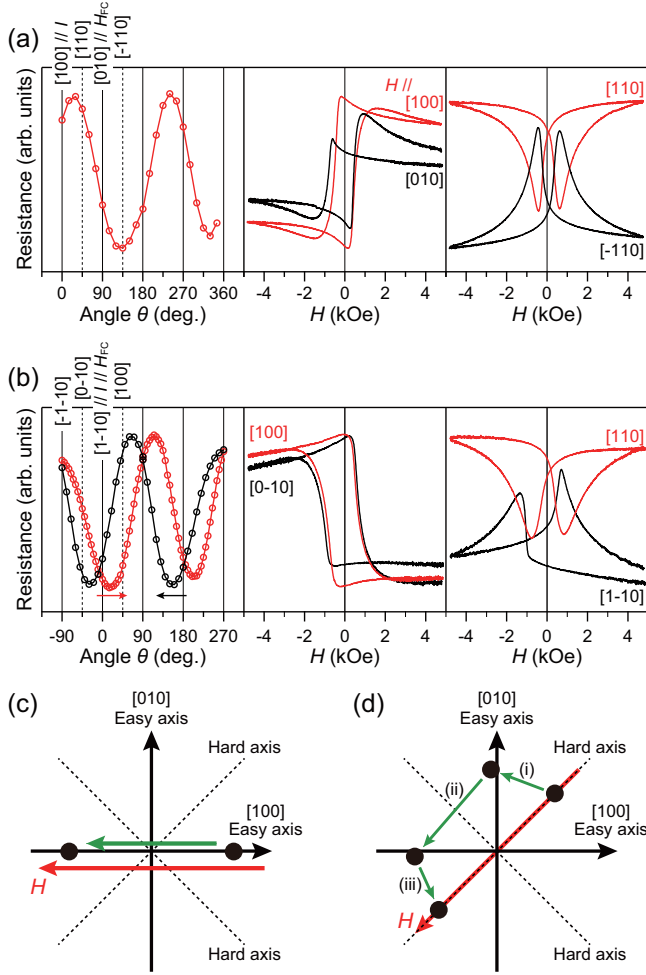 (a)
[100] // I
[110]
[010] // HFC
[-110]
Resistance (arb. units)
H //
[100]
[010]
[110]
[-110]
0 90 180 270 360
Angle θ (deg.)
-4 -2 0 2 4
H (kOe)
-4 -2 0 2 4
H (kOe)
(b)
[-1-10]
[0-10]
[1-10] // I // HFC
[100]
Resistance (arb. units)
[100]
[0-10]
[110]
[1-10]
-90 0 90 180 270
Angle θ (deg.)
-4 -2 0 2 4
H (kOe)
-4 -2 0 2 4
H (kOe)
(c)
[010]
Easy axis
Hard axis
[100]
Easy axis
H
Hard axis
(d)
[010]
Easy axis
Hard axis
(i)
(ii)
[100]
Easy axis
(iii)
H
Hard axis